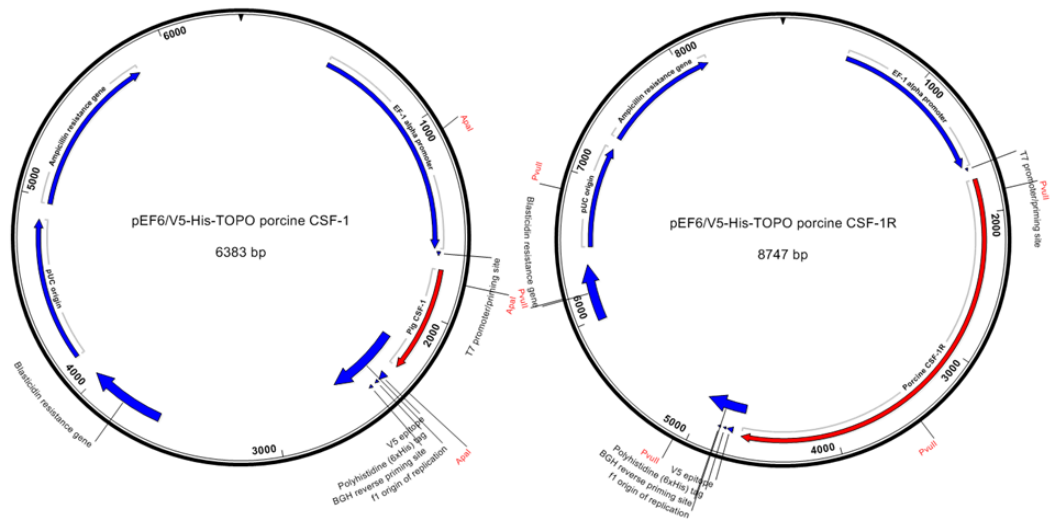 6000
Ampicillin resistance gene
EF-1 alpha promoter
1000
ApaI
5000
pEF6/V5-His-TOPO porcine CSF-1
6383 bp
pUC origin
T7 promoter/priming site
ApaI
Pig CSF-1
2000
4000
Blasticidin resistance gene
3000
V5 epitope
Polyhistidine (6xHis) tag
BGH reverse priming site
f1 origin of replication
ApaI
8000
Ampicillin resistance gene
EF-1 alpha promoter
1000
7000
PvuII
T7 promoter/priming site
PvuII
pUC origin
2000
pEF6/V5-His-TOPO porcine CSF-1R
8747 bp
Blasticidin resistance gene
PvuII
6000
Porcine CSF-1R
3000
5000
4000
PvuII
PvuII
V5 epitope
Polyhistidine (6xHis) tag
BGH reverse priming site
f1 origin of replication